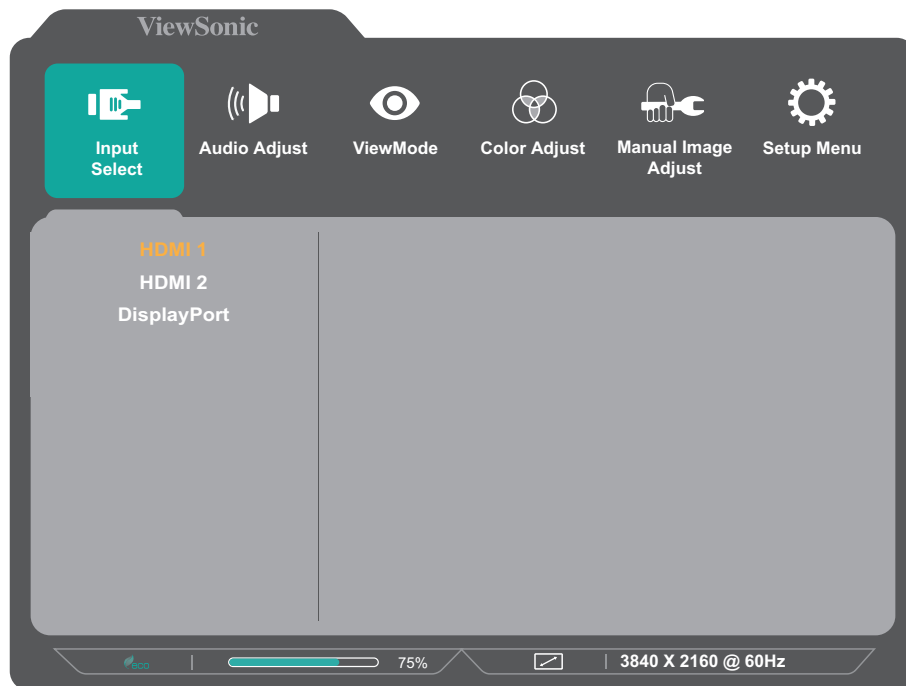 ViewSonic
Input
Select
Audio Adjust
ViewMode
Color Adjust
Manual Image
Adjust
Setup Menu
HDMI 1
HDMI 2
DisplayPort
ECO
75%
3840 X 2160 @ 60Hz